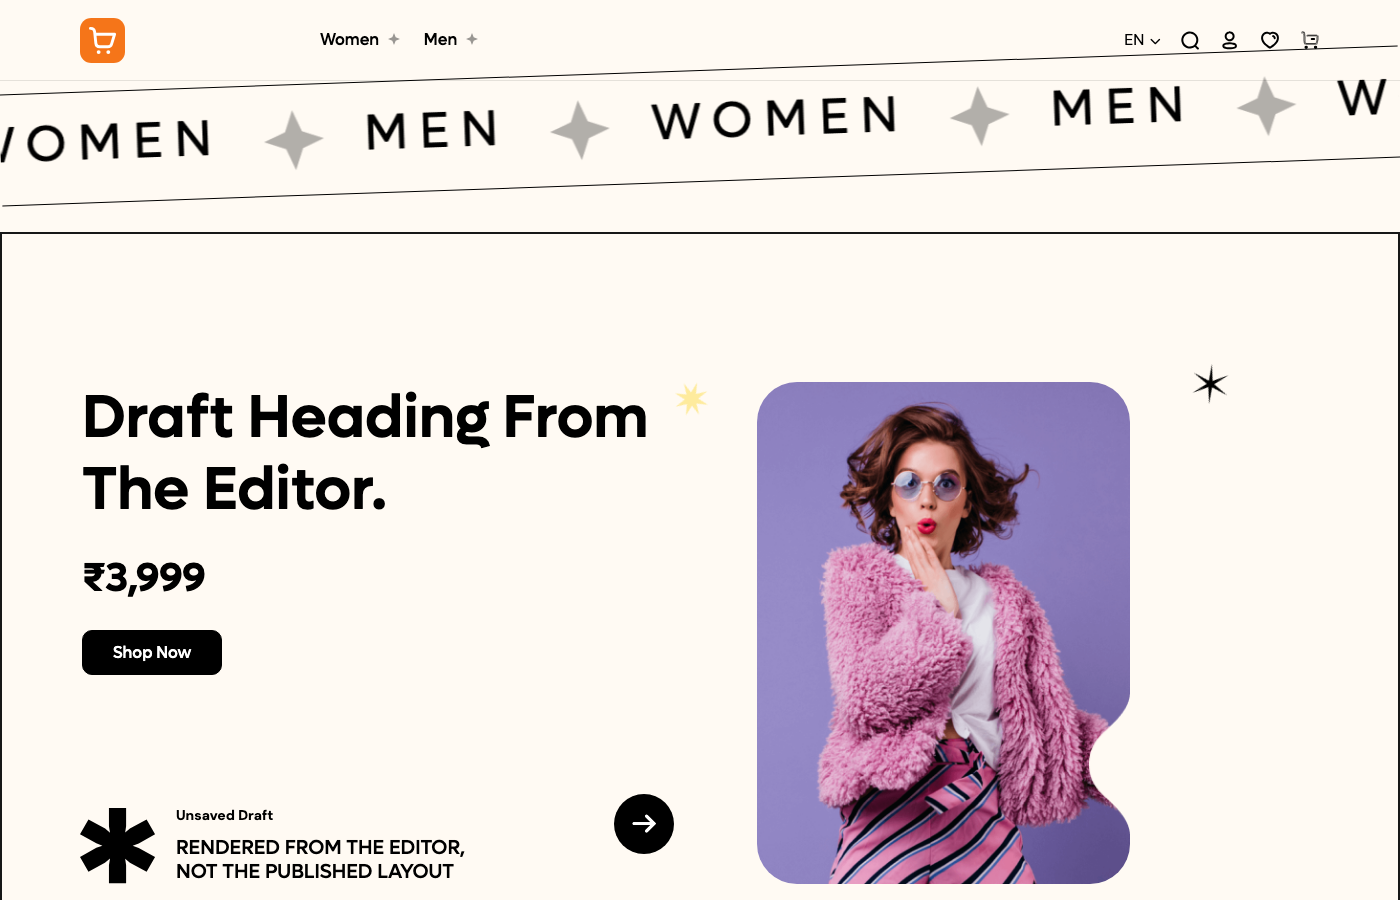 Women
Men
EN
WOMEN MEN WOMEN MEN W
Draft Heading From
The Editor.
₹3,999
Shop Now
Unsaved Draft
RENDERED FROM THE EDITOR,
NOT THE PUBLISHED LAYOUT